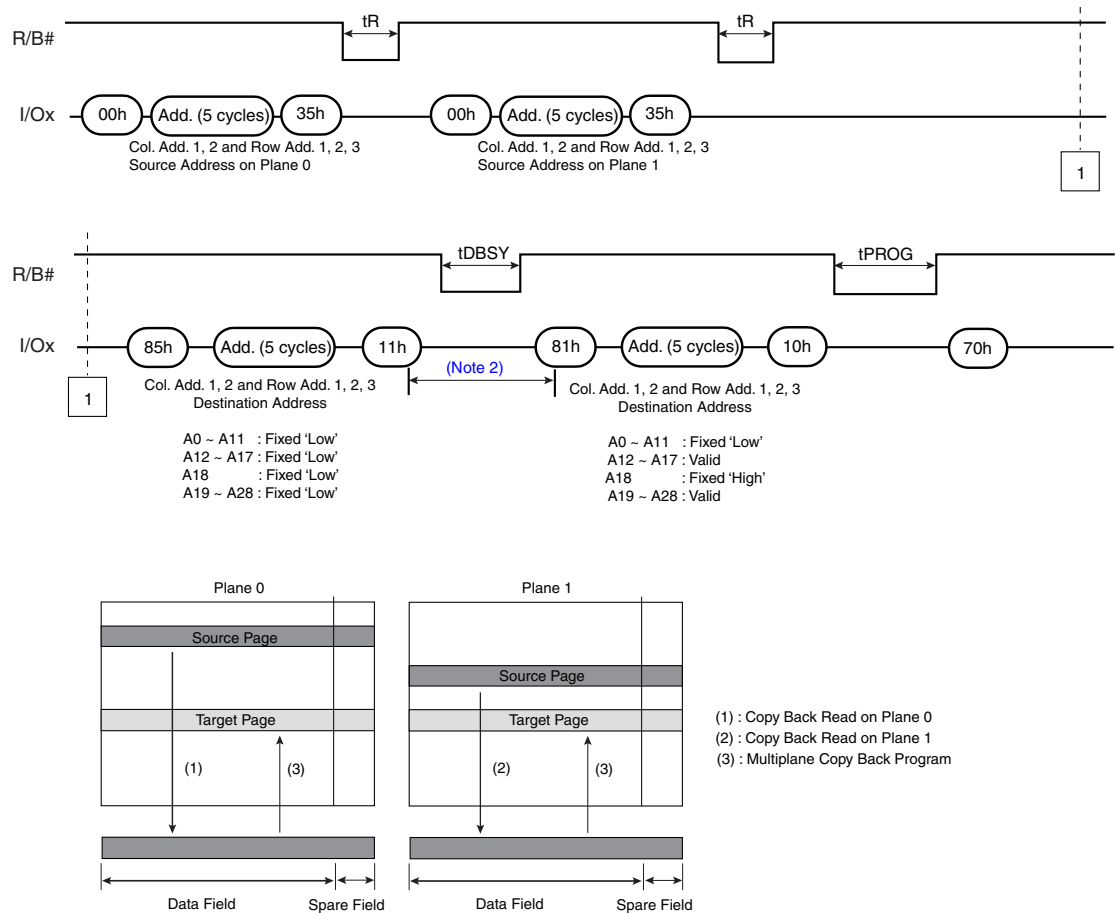 tR
tR
R/B#
I/Ox
00h
Add. (5 cycles)
35h
00h
Add. (5 cycles)
35h
Col. Add. 1, 2 and Row Add. 1, 2, 3
Source Address on Plane 0
Col. Add. 1, 2 and Row Add. 1, 2, 3
Source Address on Plane 1
1
tDBSY
tPROG
R/B#
I/Ox
85h
Add. (5 cycles)
11h
(Note 2)
81h
Add. (5 cycles)
10h
70h
1
Col. Add. 1, 2 and Row Add. 1, 2, 3
Destination Address
Col. Add. 1, 2 and Row Add. 1, 2, 3
Destination Address
A0 ~ A11 : Fixed ‘Low’
A12 ~ A17 : Fixed ‘Low’
A18 : Fixed ‘Low’
A19 ~ A28 : Fixed ‘Low’
A0 ~ A11 : Fixed ‘Low’
A12 ~ A17 : Valid
A18 : Fixed ‘High’
A19 ~ A28 : Valid
Plane 0
Source Page
Target Page
(1)
(3)
Data Field
Spare Field
Plane 1
Source Page
Target Page
(2)
(3)
Data Field
Spare Field
(1) : Copy Back Read on Plane 0
(2) : Copy Back Read on Plane 1
(3) : Multiplane Copy Back Program